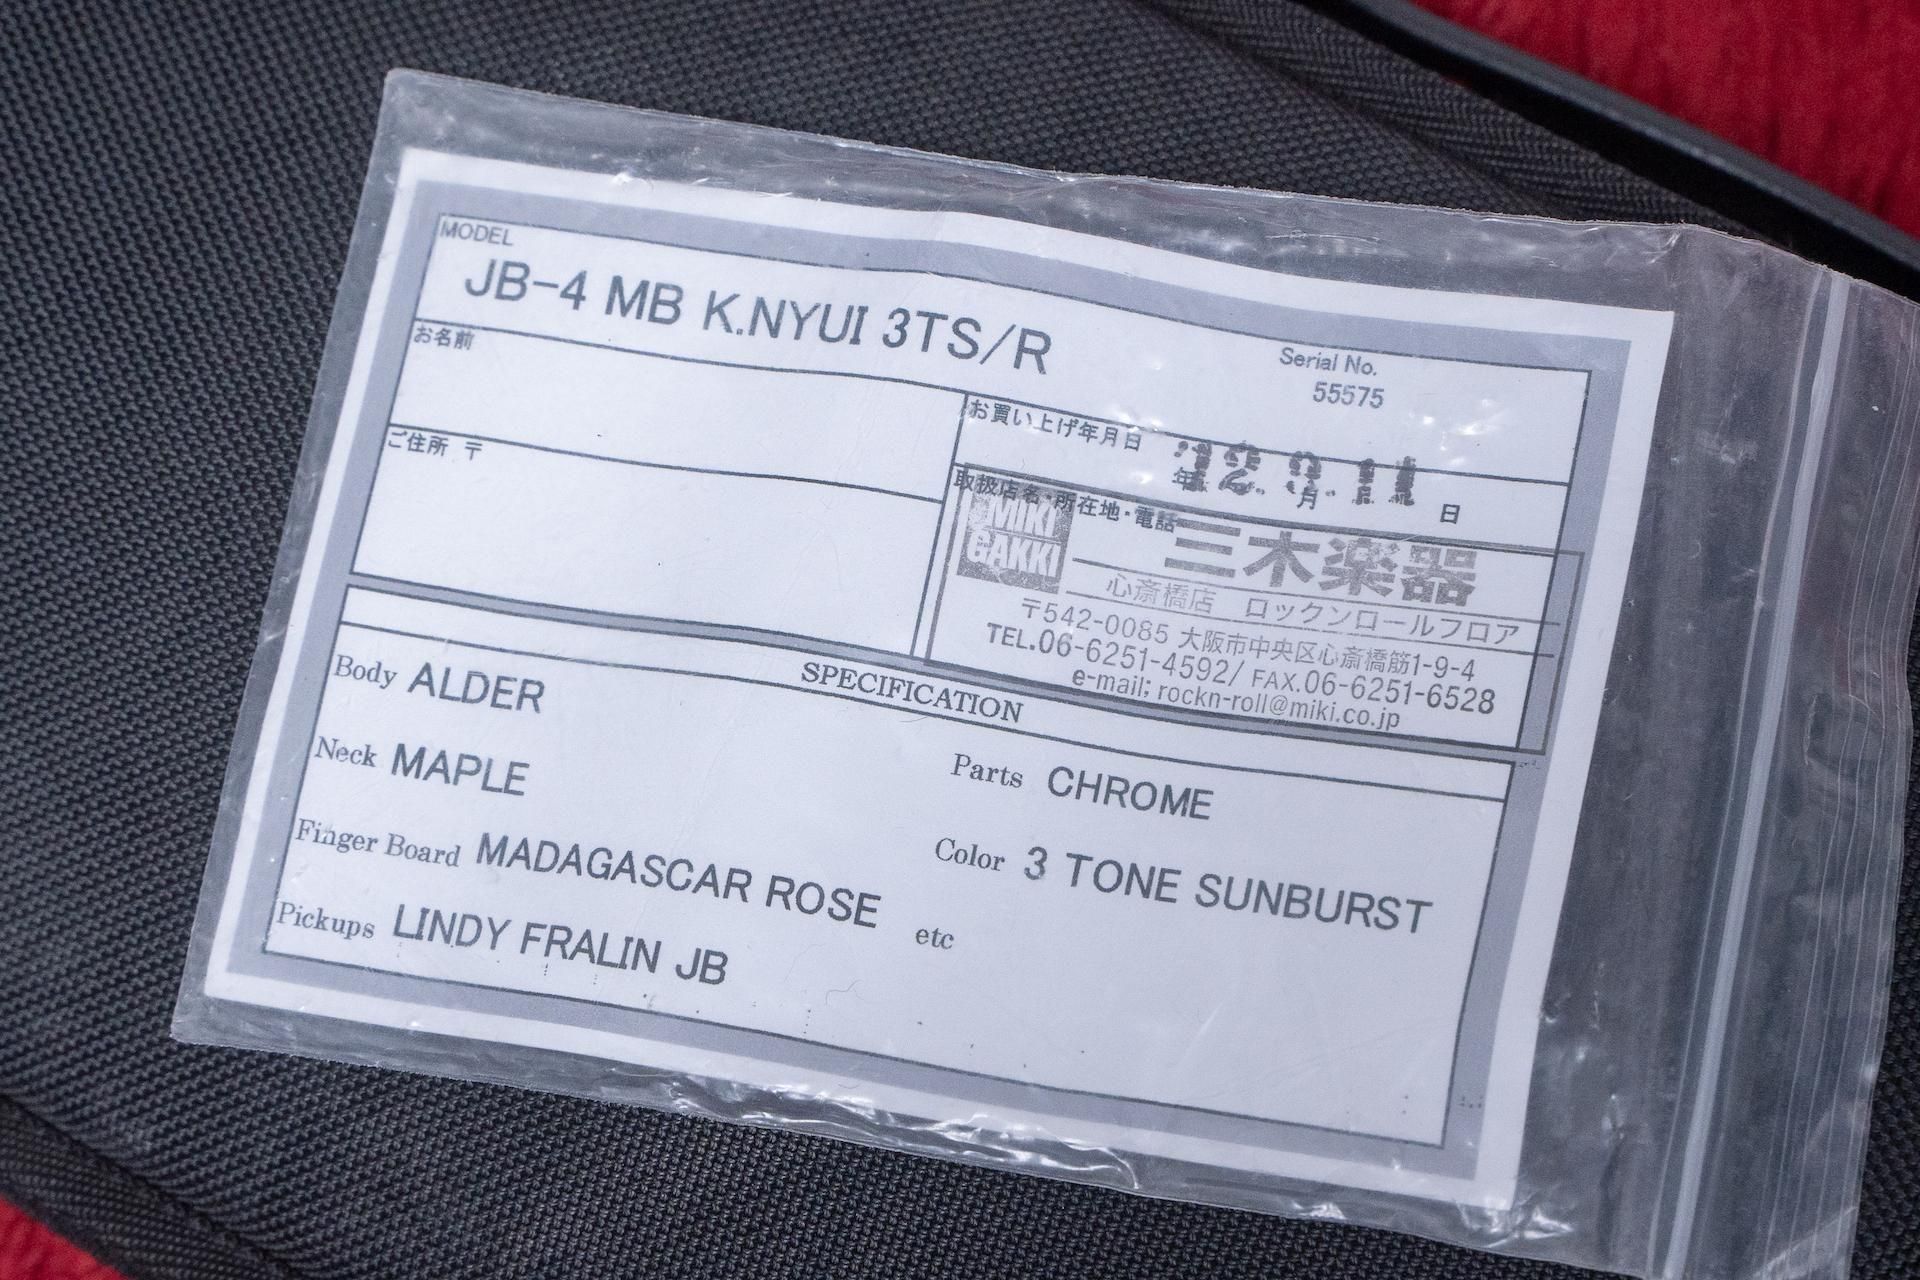 MODEL
JB-4 MB K.NYUI 3TS/R
Serial No.
55575
お名前
お買い上げ年月日
'12. 9. 11
年 月 日
ご住所 〒
取扱店名・所在地・電話
MIKI GAKKI
三木楽器
心斎橋店 ロックンロールフロア
〒542-0085 大阪市中央区心斎橋筋1-9-4
TEL.06-6251-4592/ FAX.06-6251-6528
e-mail; rockn-roll@miki.co.jp
SPECIFICATION
Body ALDER
Neck MAPLE
Finger Board MADAGASCAR ROSE
Pickups LINDY FRALIN JB
Parts CHROME
Color 3 TONE SUNBURST
etc